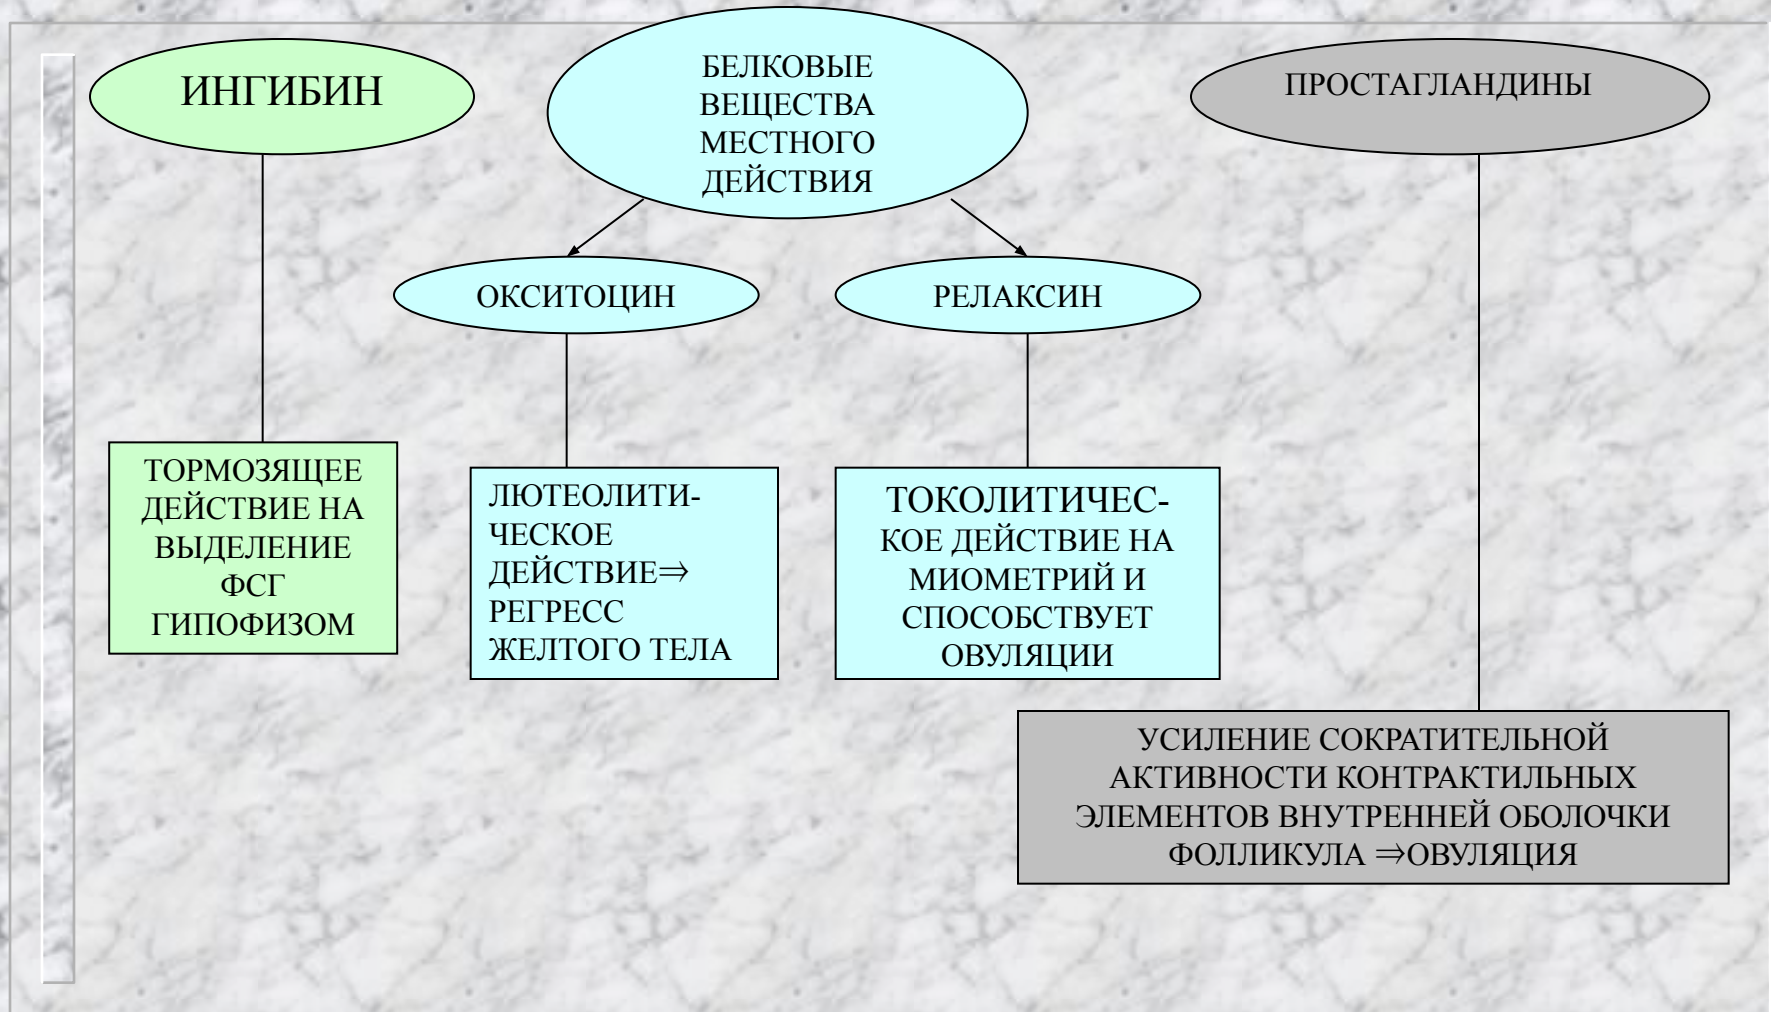 ИНГИБИН
БЕЛКОВЫЕ
ВЕЩЕСТВА
МЕСТНОГО
ДЕЙСТВИЯ
ПРОСТАГЛАНДИНЫ
ОКСИТОЦИН
РЕЛАКСИН
ТОРМОЗЯЩЕЕ
ДЕЙСТВИЕ НА
ВЫДЕЛЕНИЕ
ФСГ
ГИПОФИЗОМ
ЛЮТЕОЛИТИ-
ЧЕСКОЕ
ДЕЙСТВИЕ⇒
РЕГРЕСС
ЖЕЛТОГО ТЕЛА
ТОКОЛИТИЧЕС-
КОЕ ДЕЙСТВИЕ НА
МИОМЕТРИЙ И
СПОСОБСТВУЕТ
ОВУЛЯЦИИ
УСИЛЕНИЕ СОКРАТИТЕЛЬНОЙ
АКТИВНОСТИ КОНТРАКТИЛЬНЫХ
ЭЛЕМЕНТОВ ВНУТРЕННЕЙ ОБОЛОЧКИ
ФОЛЛИКУЛА ⇒ОВУЛЯЦИЯ